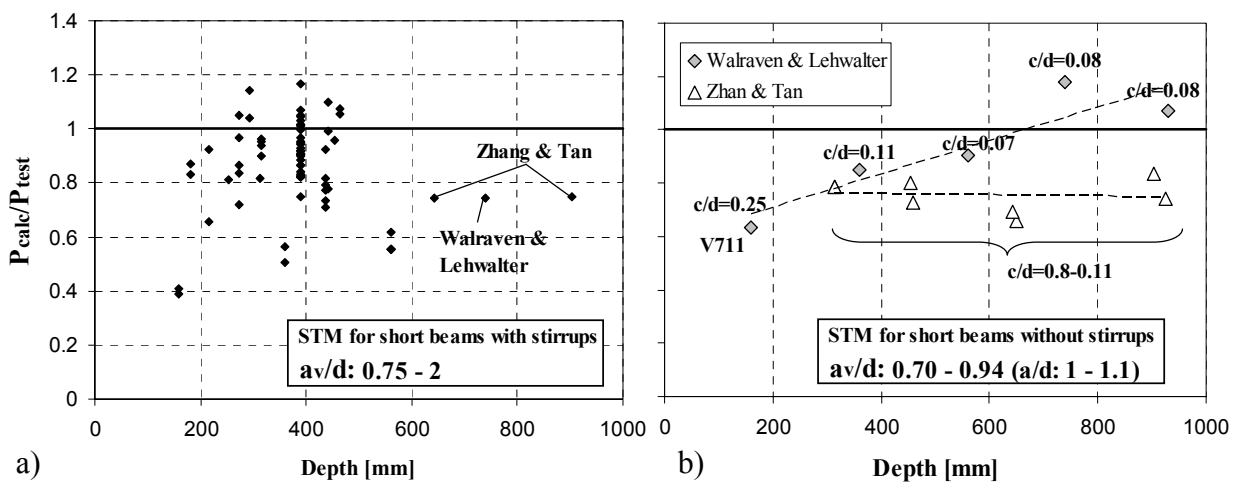 1.4
1.2
1
0.8
0.6
0.4
0.2
0
Pcalc/Ptest
Zhang & Tan
Walraven &
Lehwalter
STM for short beams with stirrups
av/d: 0.75 - 2
0 200 400 600 800 1000
a)
Depth [mm]
Walraven & Lehwalter
Zhan & Tan
c/d=0.08
c/d=0.08
c/d=0.07
c/d=0.11
c/d=0.25
V711
c/d=0.8-0.11
STM for short beams without stirrups
av/d: 0.70 - 0.94 (a/d: 1 - 1.1)
0 200 400 600 800 1000
b)
Depth [mm]